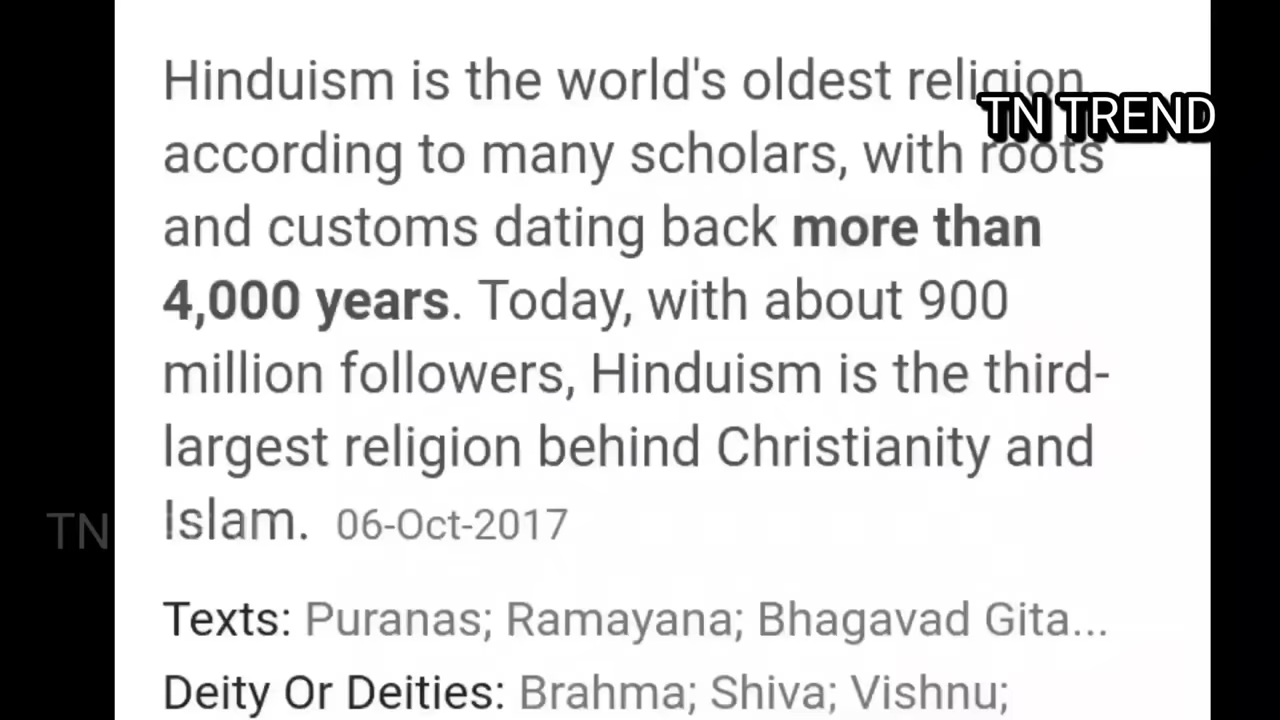 Hinduism is the world's oldest religion,
TN TREND
according to many scholars, with roots
and customs dating back more than
4,000 years. Today, with about 900
million followers, Hinduism is the third-
largest religion behind Christianity and
Islam. 06-Oct-2017
TN
Texts: Puranas; Ramayana; Bhagavad Gita...
Deity Or Deities: Brahma; Shiva; Vishnu;